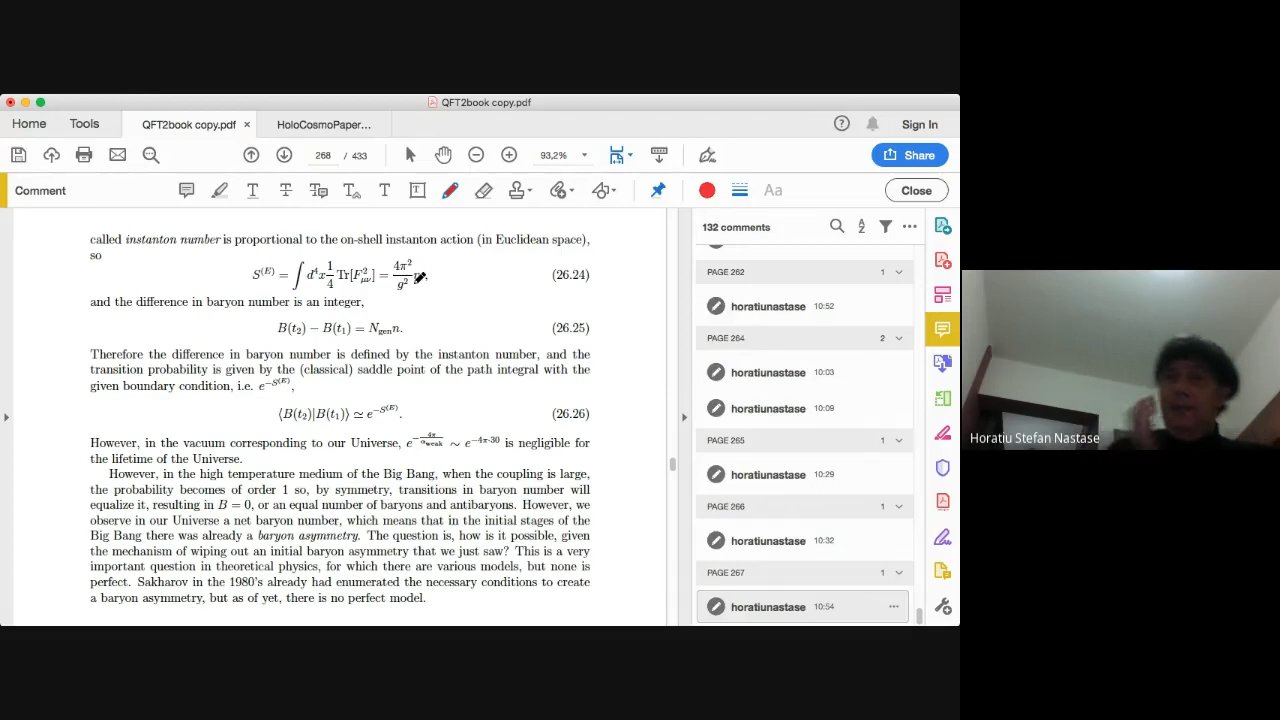 QFT2book copy.pdf
Home Tools QFT2book copy.pdf × HoloCosmoPaper... Sign In
268 / 433 93,2% Share
Comment Aa Close
called instanton number is proportional to the on-shell instanton action (in Euclidean space),
so
S^{(E)} = ∫ d⁴x 1/4 Tr[F²_{μν}] = 4π²/g² (26.24)
and the difference in baryon number is an integer,
B(t₂) − B(t₁) = N_{gen}n. (26.25)
Therefore the difference in baryon number is defined by the instanton number, and the
transition probability is given by the (classical) saddle point of the path integral with the
given boundary condition, i.e. e^{−S^{(E)}},
⟨B(t₂)|B(t₁)⟩ ≃ e^{−S^{(E)}}. (26.26)
However, in the vacuum corresponding to our Universe, e^{−4π/α_{weak}} ∼ e^{−4π·30} is negligible for
the lifetime of the Universe.
However, in the high temperature medium of the Big Bang, when the coupling is large,
the probability becomes of order 1 so, by symmetry, transitions in baryon number will
equalize it, resulting in B = 0, or an equal number of baryons and antibaryons. However, we
observe in our Universe a net baryon number, which means that in the initial stages of the
Big Bang there was already a baryon asymmetry. The question is, how is it possible, given
the mechanism of wiping out an initial baryon asymmetry that we just saw? This is a very
important question in theoretical physics, for which there are various models, but none is
perfect. Sakharov in the 1980's already had enumerated the necessary conditions to create
a baryon asymmetry, but as of yet, there is no perfect model.
132 comments
PAGE 262 1
horatiunastase 10:52
PAGE 264 2
horatiunastase 10:03
horatiunastase 10:09
PAGE 265 1
horatiunastase 10:29
PAGE 266 1
horatiunastase 10:32
PAGE 267 1
horatiunastase 10:54
Horatiu Stefan Nastase